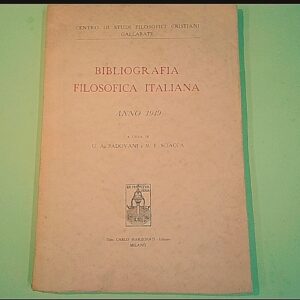 CENTRO DI STUDI FILOSOFICI CRISTIANI
GALLARATE
BIBLIOGRAFIA
FILOSOFICA ITALIANA
ANNO 1949
A CURA DI
U. A. PADOVANI e M. F. SCIACCA
CARLO MARZORATI - Editore
MILANO